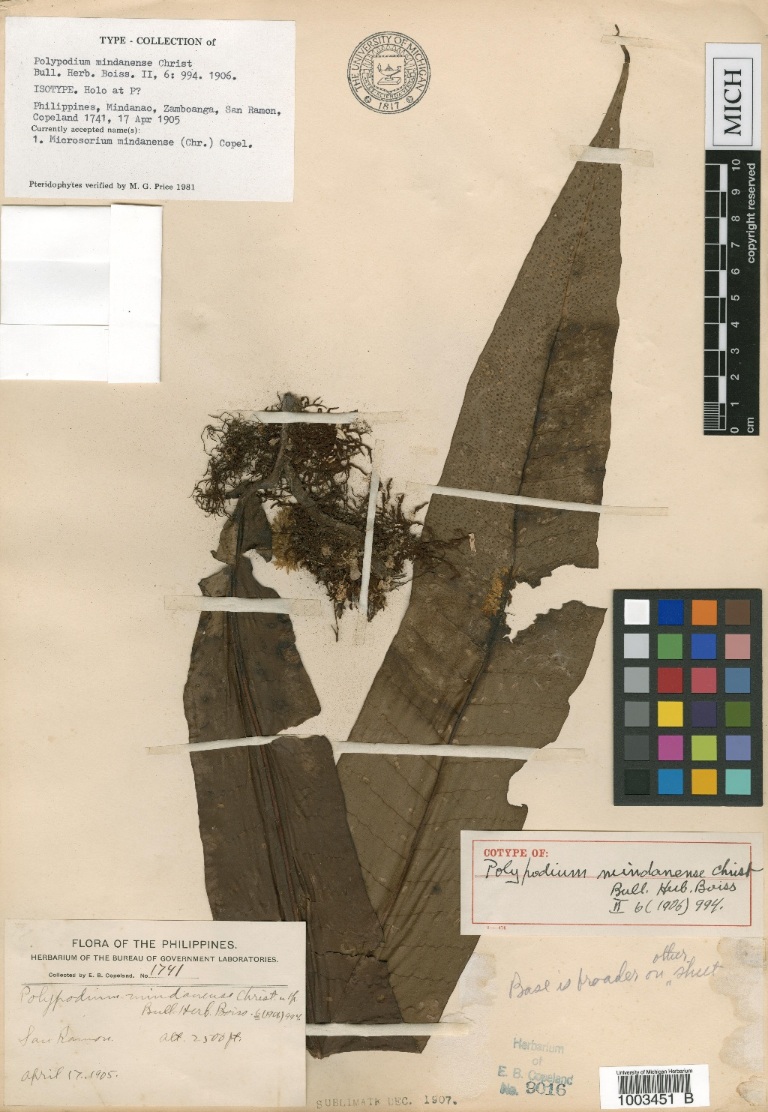 TYPE - COLLECTION of
Polypodium mindanense Christ
Bull. Herb. Boiss. II, 6: 994. 1906.
ISOTYPE. Holo at P?
Philippines, Mindanao, Zamboanga, San Ramon,
Copeland 1741, 17 Apr 1905
Currently accepted name(s):
1. Microsorium mindanense (Chr.) Copel.
Pteridophytes verified by M. G. Price 1981
THE UNIVERSITY OF MICHIGAN
1817
MICH
0 1 2 3 4 5 6 7 8 9 10
cm
copyright reserved
COTYPE OF:
Polypodium mindanense Christ
Bull. Herb. Boiss
II 6 (1906) 994.
FLORA OF THE PHILIPPINES.
HERBARIUM OF THE BUREAU OF GOVERNMENT LABORATORIES.
Collected by E. B. Copeland. No. 1741
Polypodium mindanense Christ n. sp.
Bull. Herb. Boiss. 6 (1906) 994
San Ramon. alt. 2500 ft.
April 17. 1905.
other
Base is broader on sheet
Herbarium
of
E. B. Copeland
No. 9016
SUBLIMATE DEC. 1907.
University of Michigan Herbarium
1003451 B